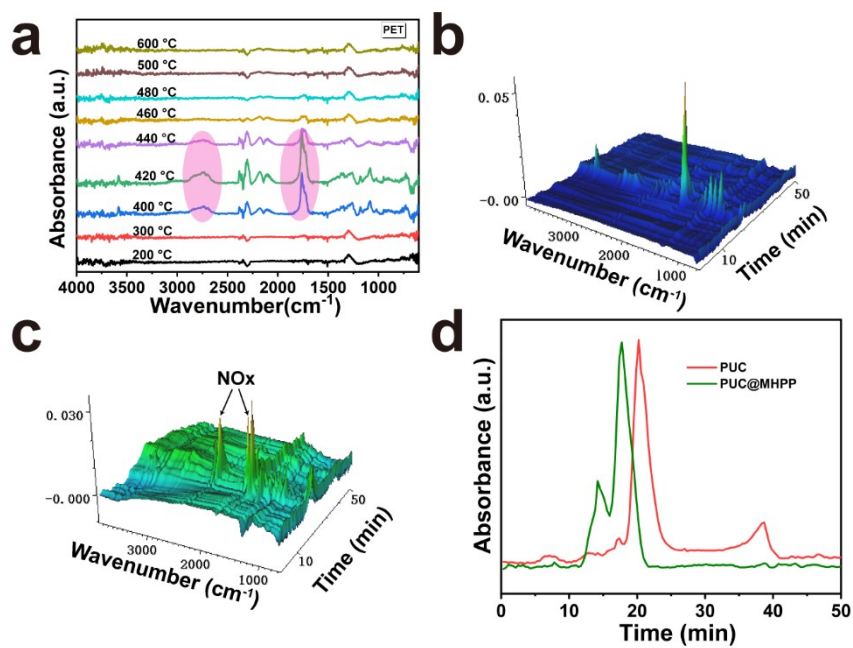 a
PET
600 °C
500 °C
480 °C
460 °C
440 °C
420 °C
400 °C
300 °C
200 °C
Absorbance (a.u.)
4000 3500 3000 2500 2000 1500 1000
Wavenumber(cm-1)
b
0.05
-0.00
3000 2000 1000
Wavenumber (cm-1)
10 50
Time (min)
c
NOx
0.030
-0.000
3000 2000 1000
Wavenumber (cm-1)
10 50
Time (min)
d
PUC
PUC@MHPP
Absorbance (a.u.)
0 10 20 30 40 50
Time (min)